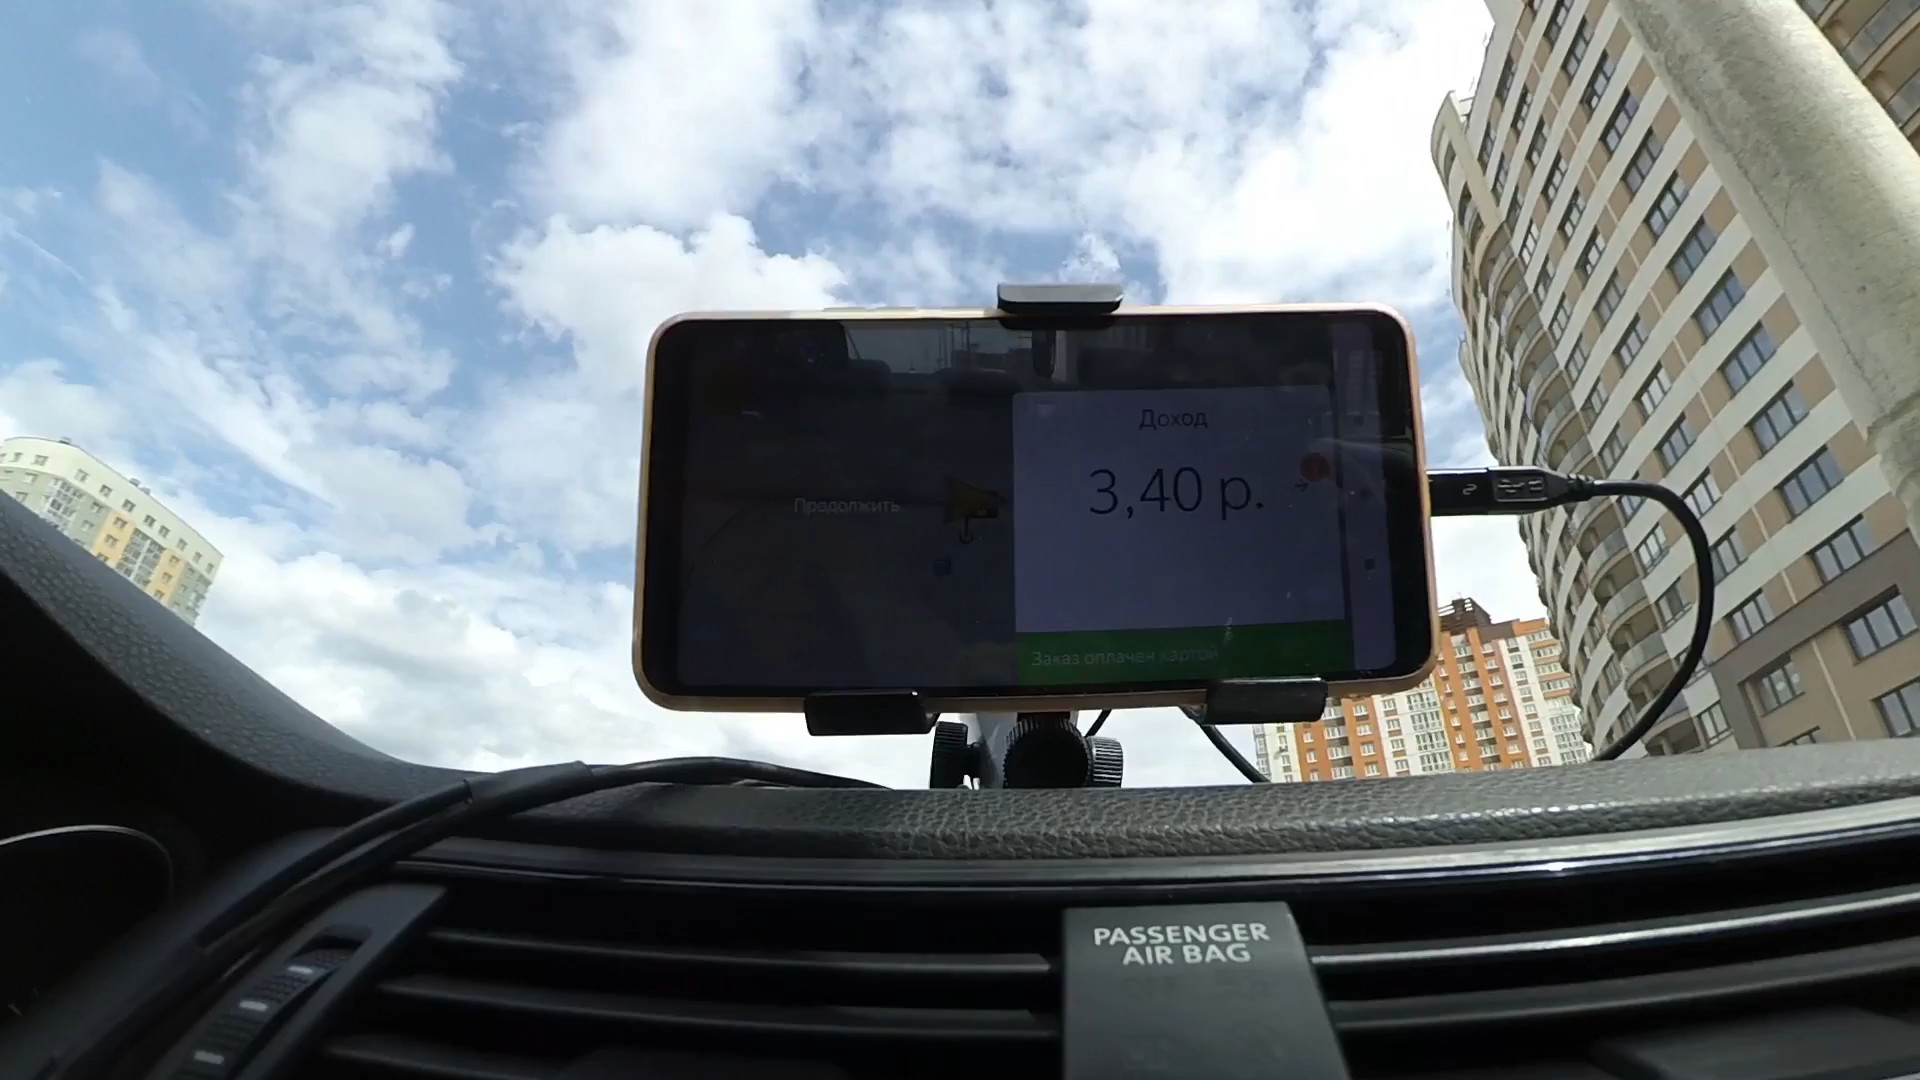 Доход
3,40 р.
Продолжить
Заказ оплачен картой
PASSENGER
AIR BAG